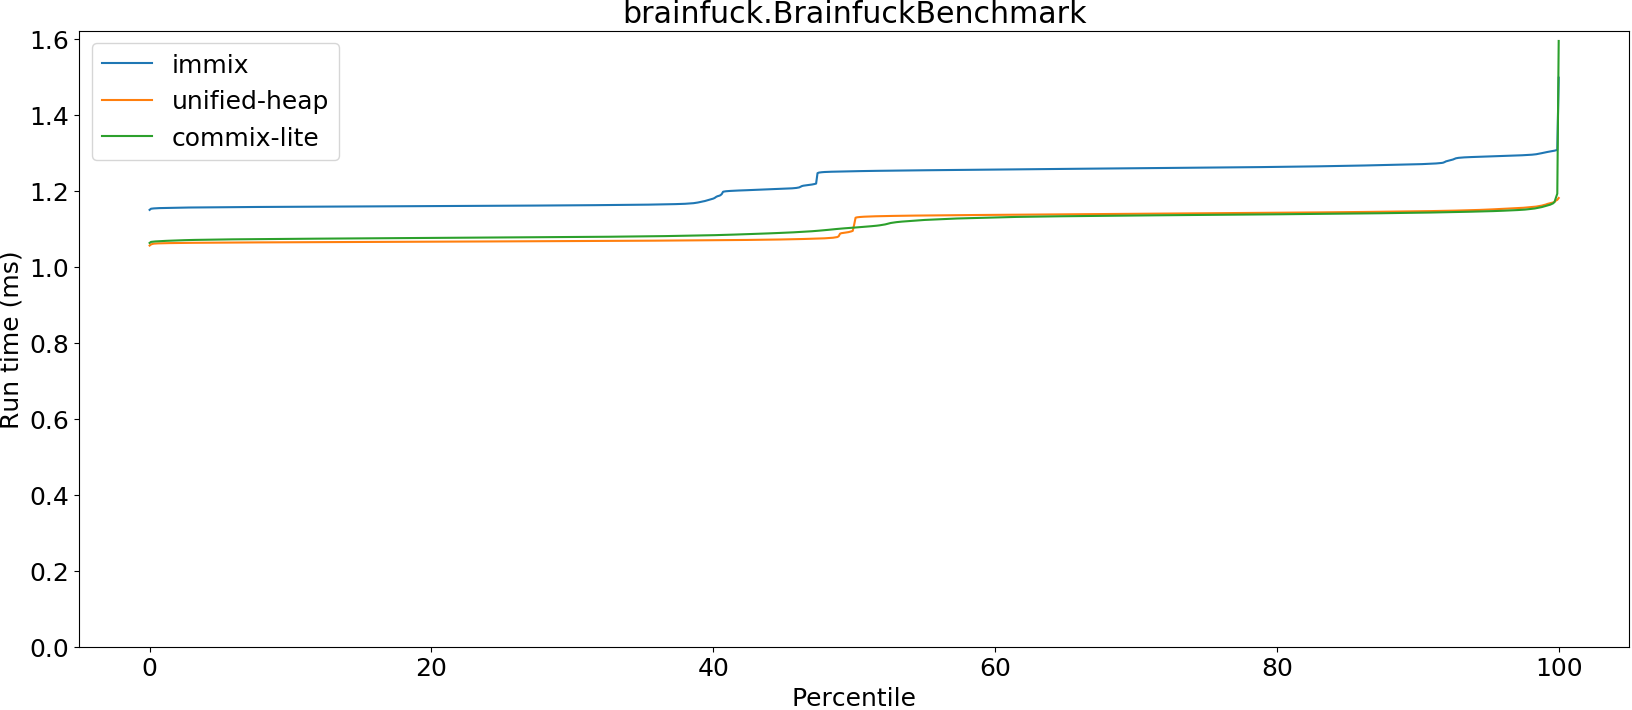 brainfuck.BrainfuckBenchmark
immix
unified-heap
commix-lite
Run time (ms)
1.6
1.4
1.2
1.0
0.8
0.6
0.4
0.2
0.0
0 20 40 60 80 100
Percentile